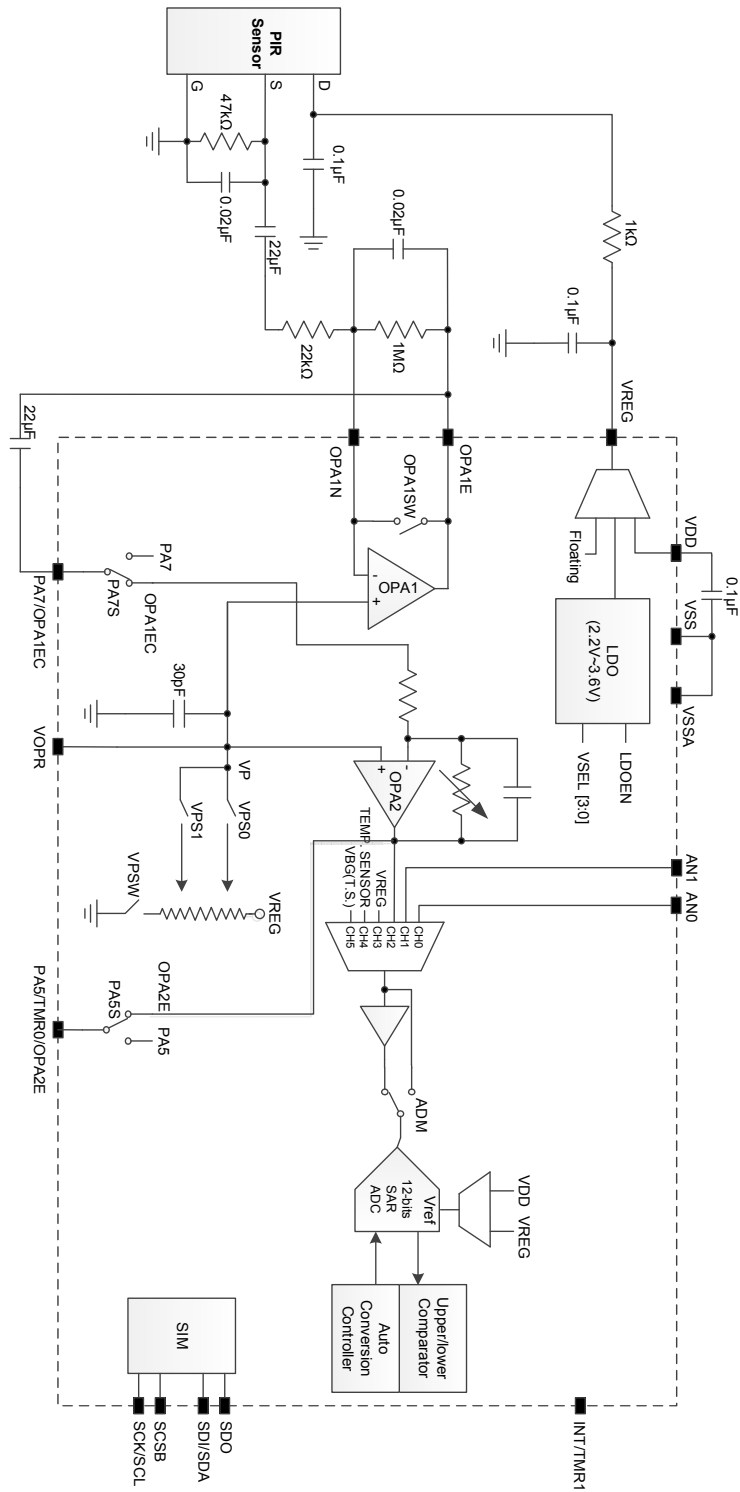 PIR
Sensor
D
S
G
47kΩ
0.02μF
0.1μF
22μF
22kΩ
0.02μF
1MΩ
1kΩ
0.1μF
VREG
22μF
OPA1N
OPA1E
OPA1SW
-
+
OPA1
PA7/OPA1EC
PA7S
PA7
OPA1EC
30pF
VOPR
VP
VPS0
VPS1
VPSW
VREG
-
+
OPA2
Floating
VDD
0.1μF
VSS
VSSA
LDO
(2.2V~3.6V)
LDOEN
VSEL [3:0]
AN1
AN0
CH0
CH1
CH2
VREG CH3
TEMP. SENSOR CH4
VBG(T.S.) CH5
OPA2E
PA5S
PA5
PA5/TMR0/OPA2E
ADM
12-bits
SAR
ADC
Vref
VDD
VREG
Upper/lower
Comparator
Auto
Conversion
Controller
SIM
SDO
SDI/SDA
SCSB
SCK/SCL
INT/TMR1